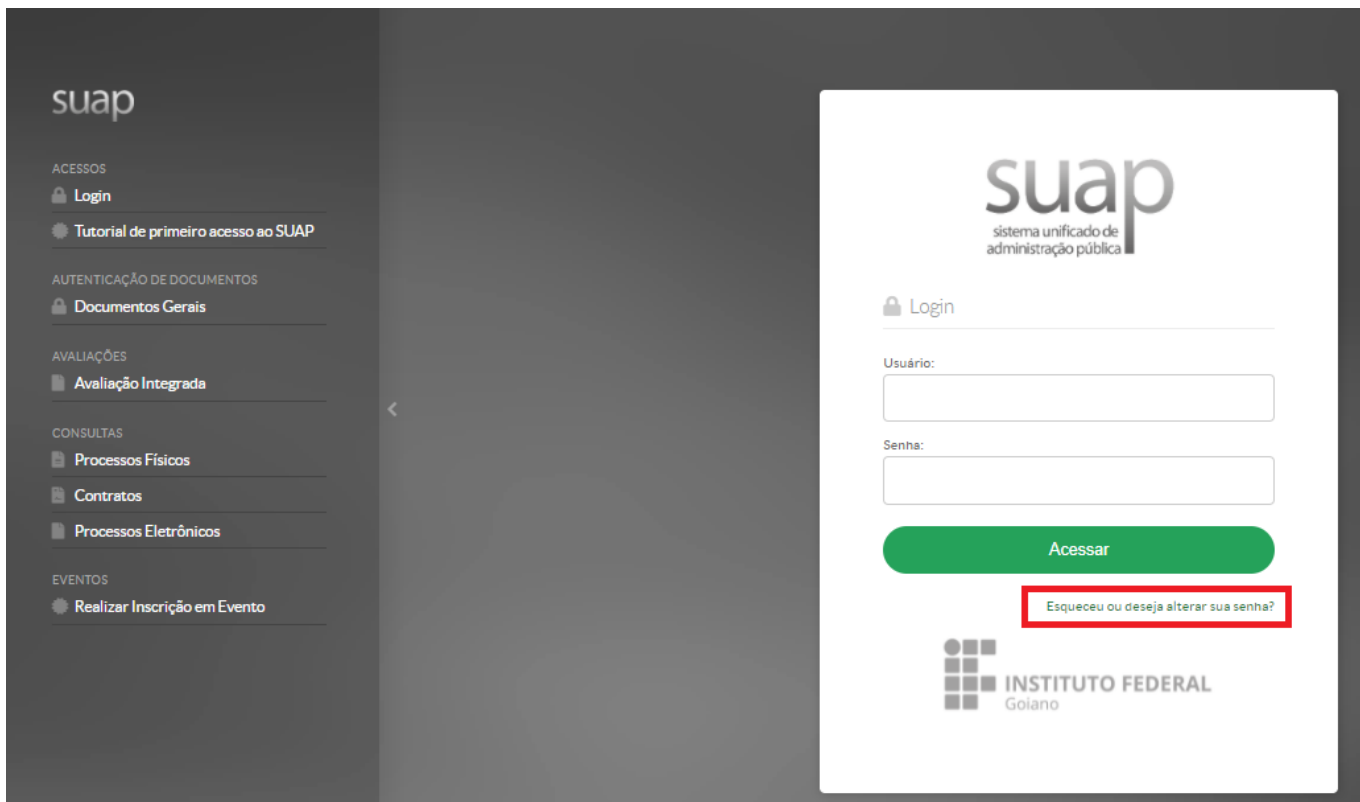 suap
ACESSOS
Login
Tutorial de primeiro acesso ao SUAP
AUTENTICAÇÃO DE DOCUMENTOS
Documentos Gerais
AVALIAÇÕES
Avaliação Integrada
CONSULTAS
Processos Físicos
Contratos
Processos Eletrônicos
EVENTOS
Realizar Inscrição em Evento
suap
sistema unificado de
administração pública
Login
Usuário:
Senha:
Acessar
Esqueceu ou deseja alterar sua senha?
INSTITUTO FEDERAL
Goiano